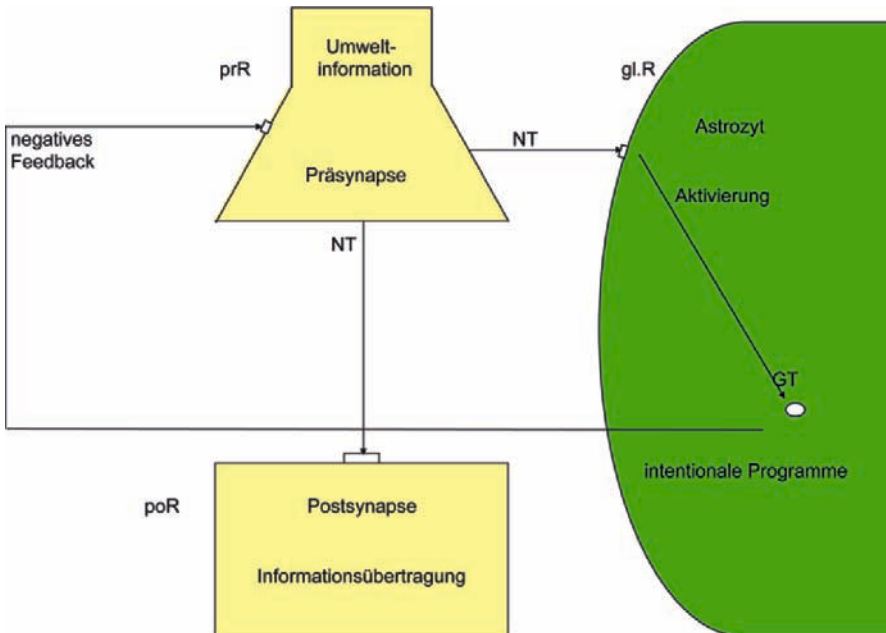 Umwelt-
information
prR
gl.R
negatives
Feedback
NT
Astrozyt
Präsynapse
Aktivierung
NT
GT
intentionale Programme
poR
Postsynapse
Informationsübertragung